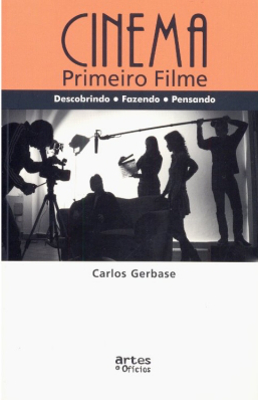 CINEMA
Primeiro Filme
Descobrindo • Fazendo • Pensando
Carlos Gerbase
artes
e Ofícios